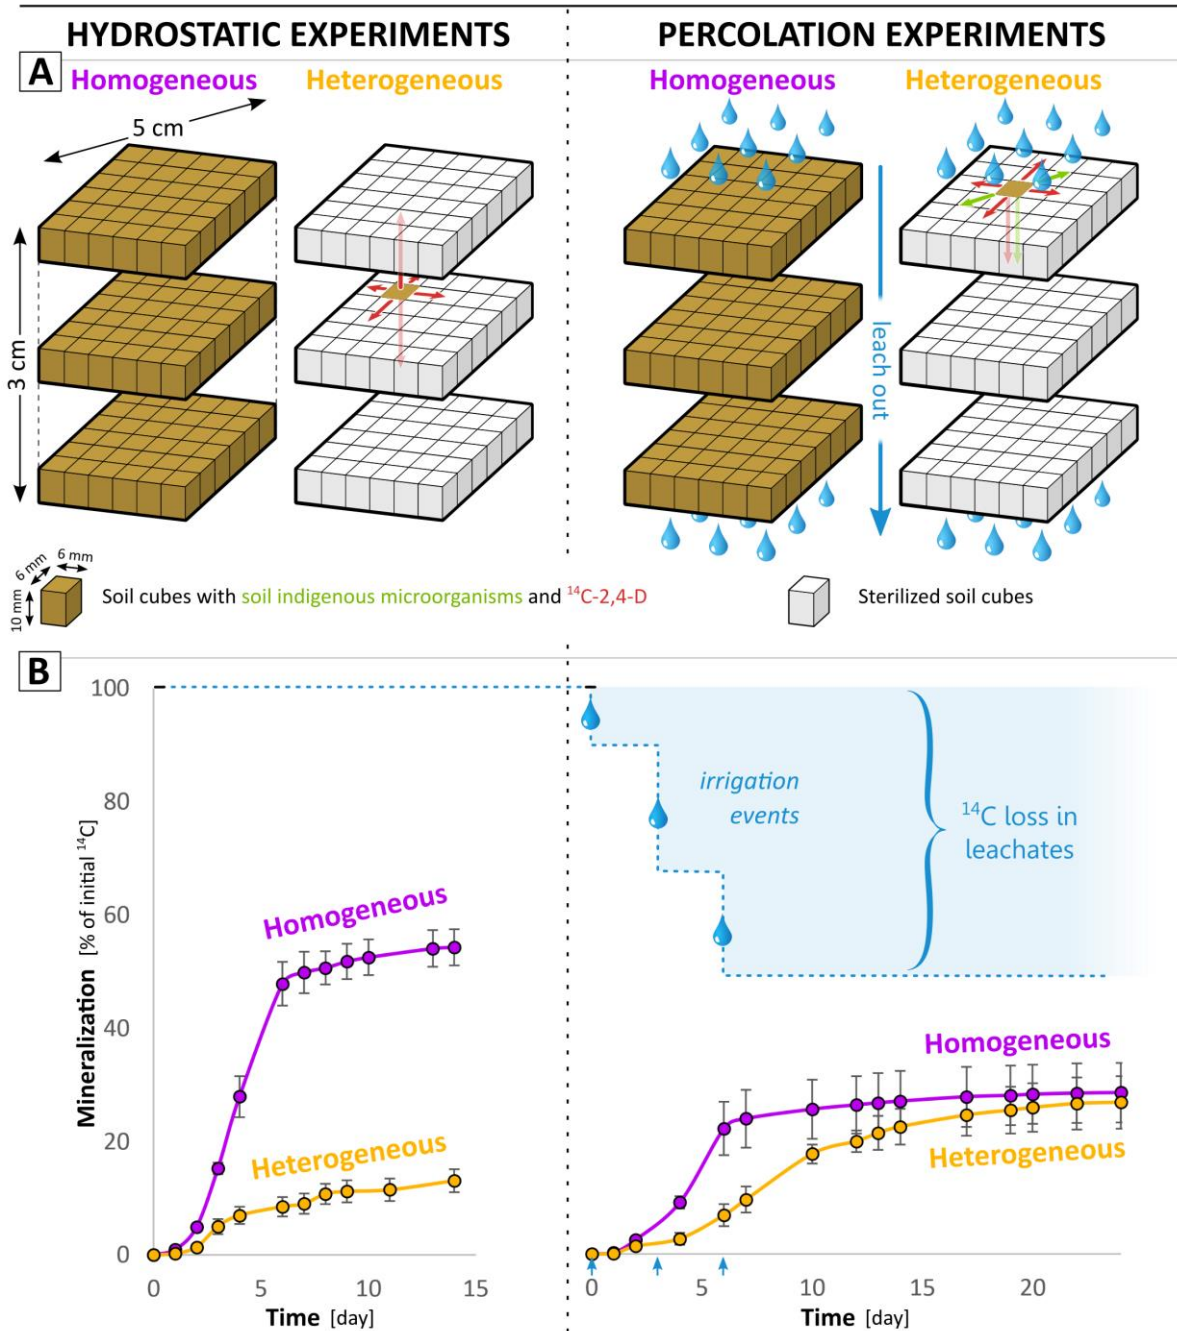 HYDROSTATIC EXPERIMENTS
PERCOLATION EXPERIMENTS
A
Homogeneous
Heterogeneous
Homogeneous
Heterogeneous
5 cm
3 cm
leach out
6 mm
6 mm
10 mm
Soil cubes with soil indigenous microorganisms and ¹⁴C-2,4-D
Sterilized soil cubes
B
Mineralization [% of initial ¹⁴C]
100
80
60
40
20
0
Homogeneous
Heterogeneous
0 5 10 15
Time [day]
irrigation
events
¹⁴C loss in
leachates
Homogeneous
Heterogeneous
0 5 10 15 20
Time [day]